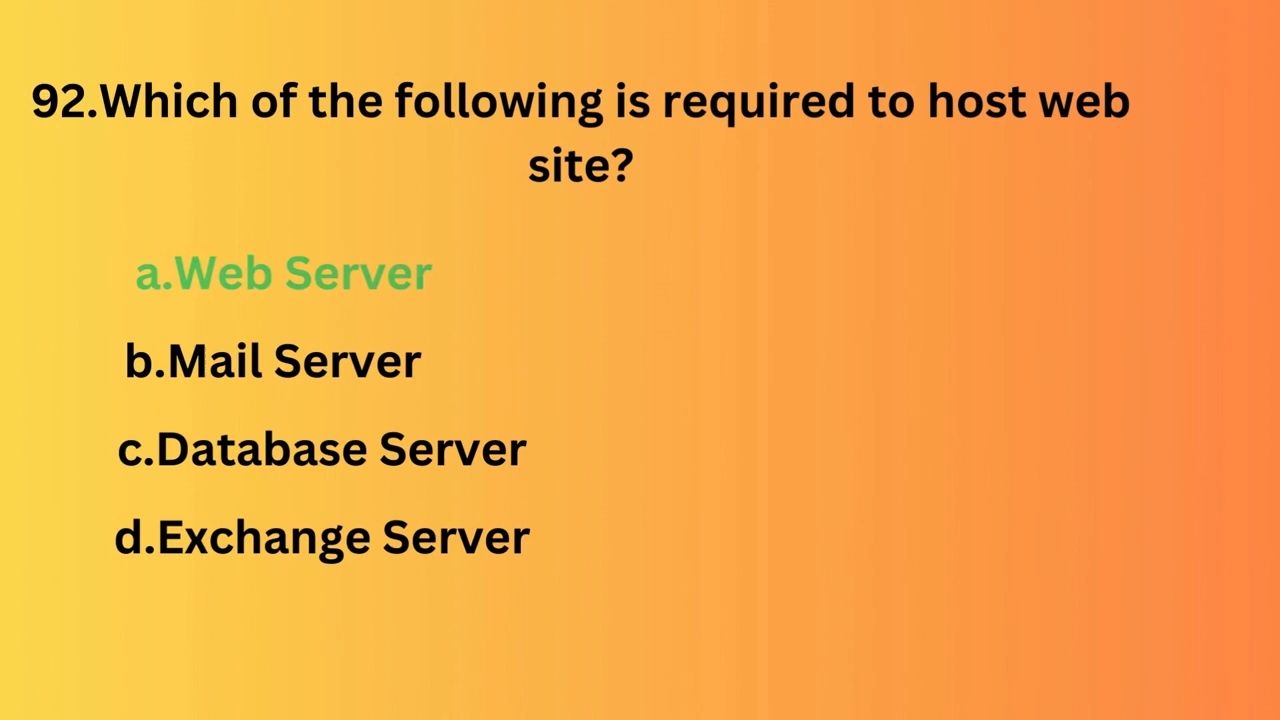 92.Which of the following is required to host web
site?
a.Web Server
b.Mail Server
c.Database Server
d.Exchange Server